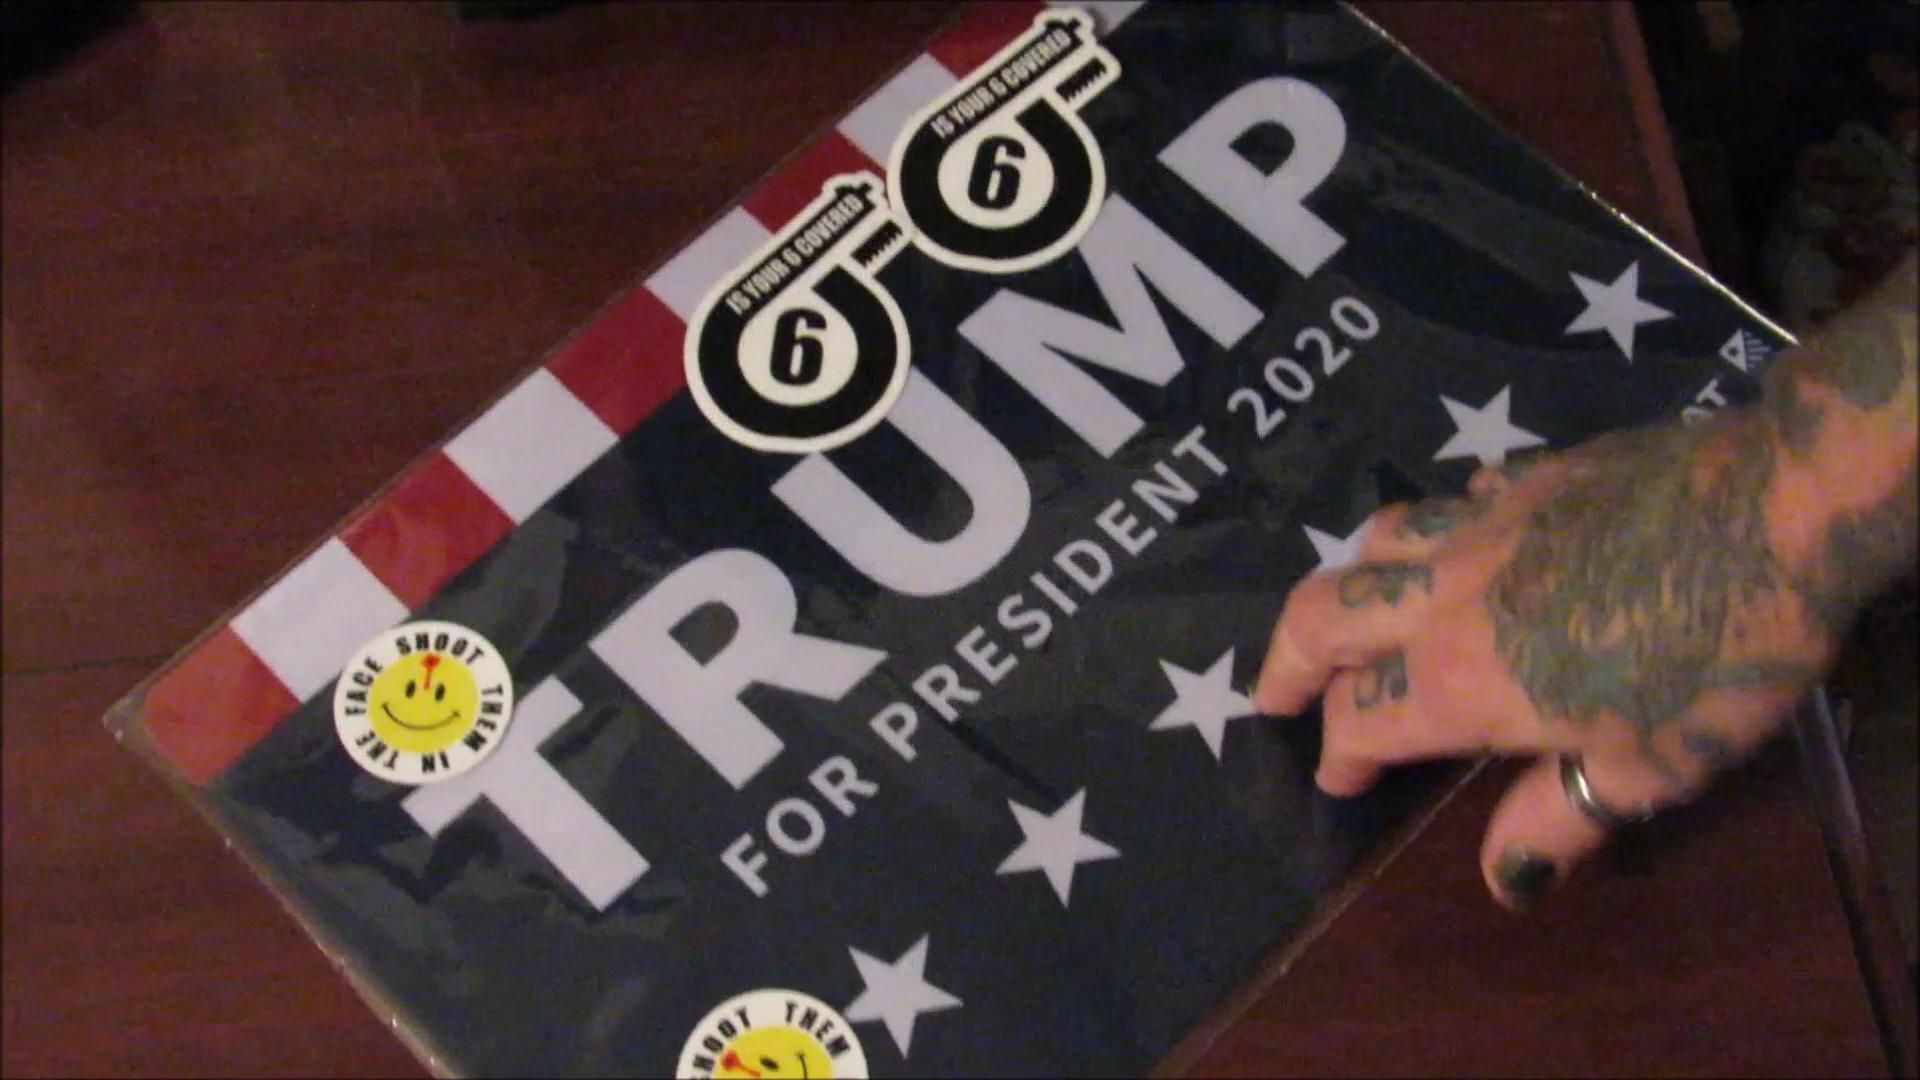 IS YOUR 6 COVERED
6
IS YOUR 6 COVERED
6
TRUMP
FOR PRESIDENT 2020
SHOOT THEM IN THE FACE
SHOOT THEM